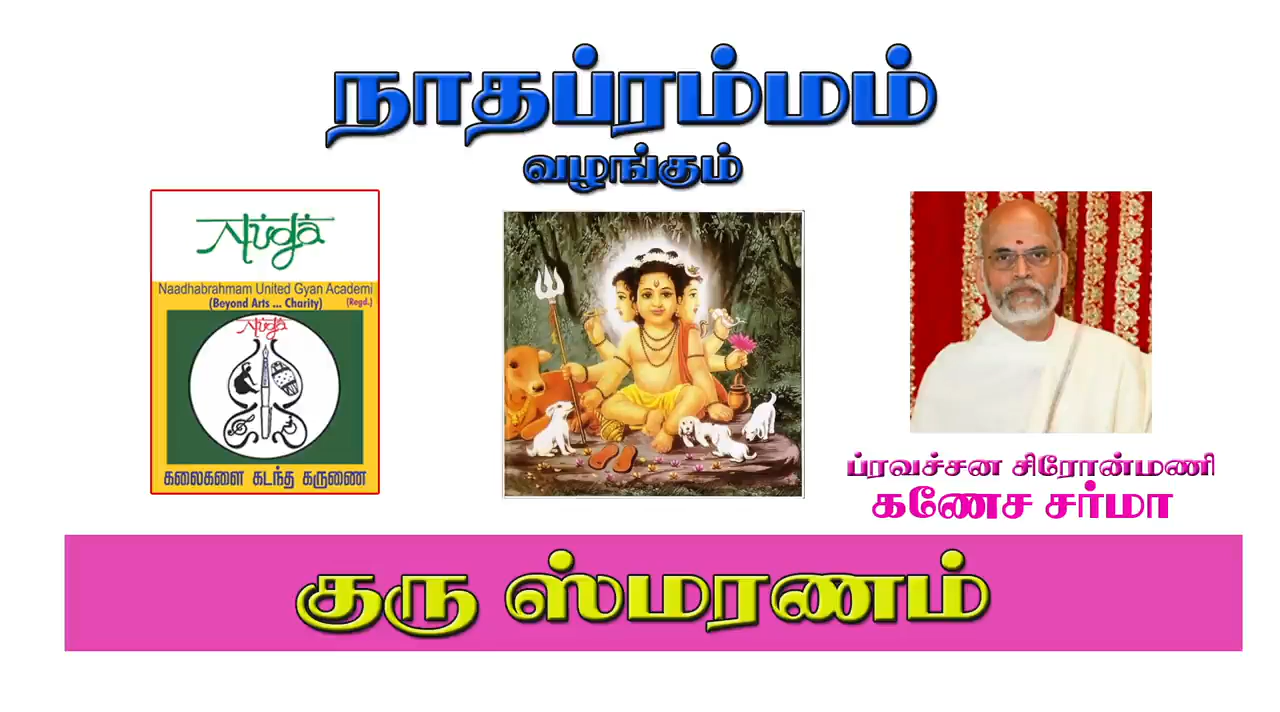 நாதப்ரம்மம்
வழங்கும்
Nuga
Naadhabrahmam United Gyan Academi
(Beyond Arts ... Charity) (Regd.)
Nuga
கலைகளை கடந்த கருணை
ப்ரவச்சன சிரோன்மணி
கணேச சர்மா
குரு ஸ்மரணம்